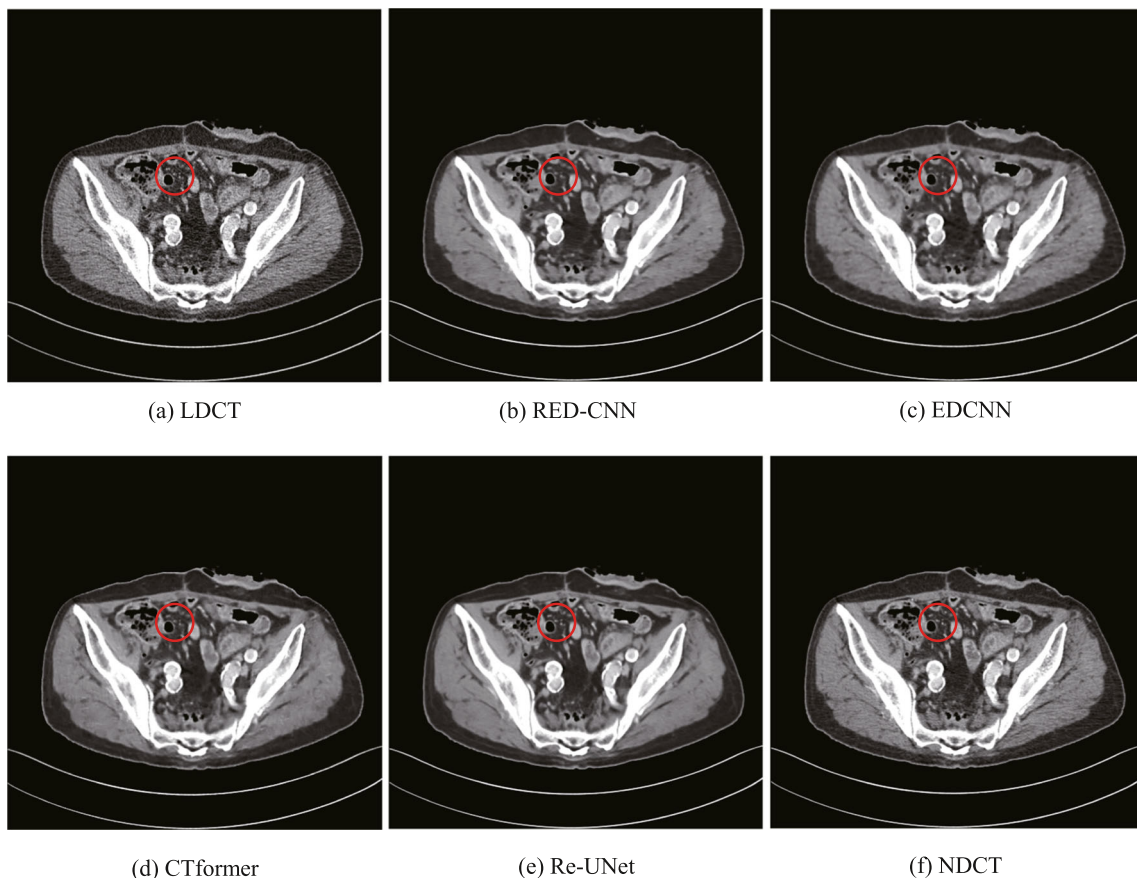 (a) LDCT
(b) RED-CNN
(c) EDCNN
(d) CTformer
(e) Re-UNet
(f) NDCT